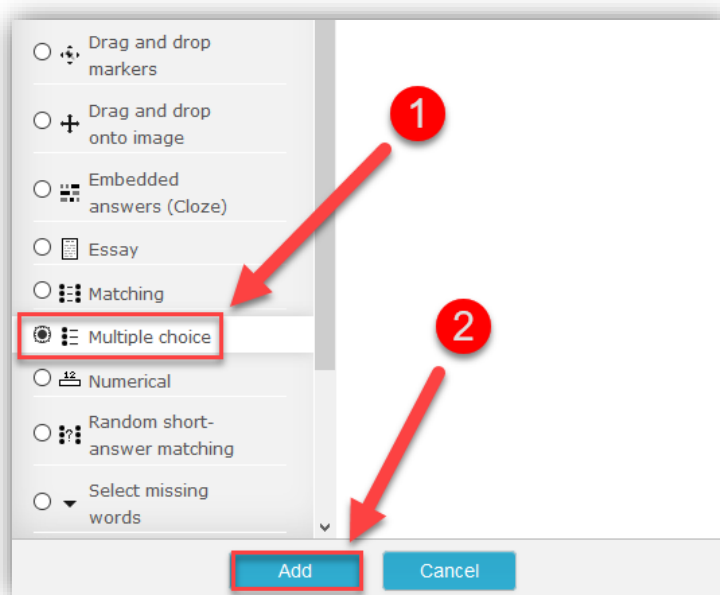 Drag and drop
markers
1
Drag and drop
onto image
Embedded
answers (Cloze)
Essay
Matching
Multiple choice
2
12
Numerical
?
Random short-
answer matching
Select missing
words
Add
Cancel